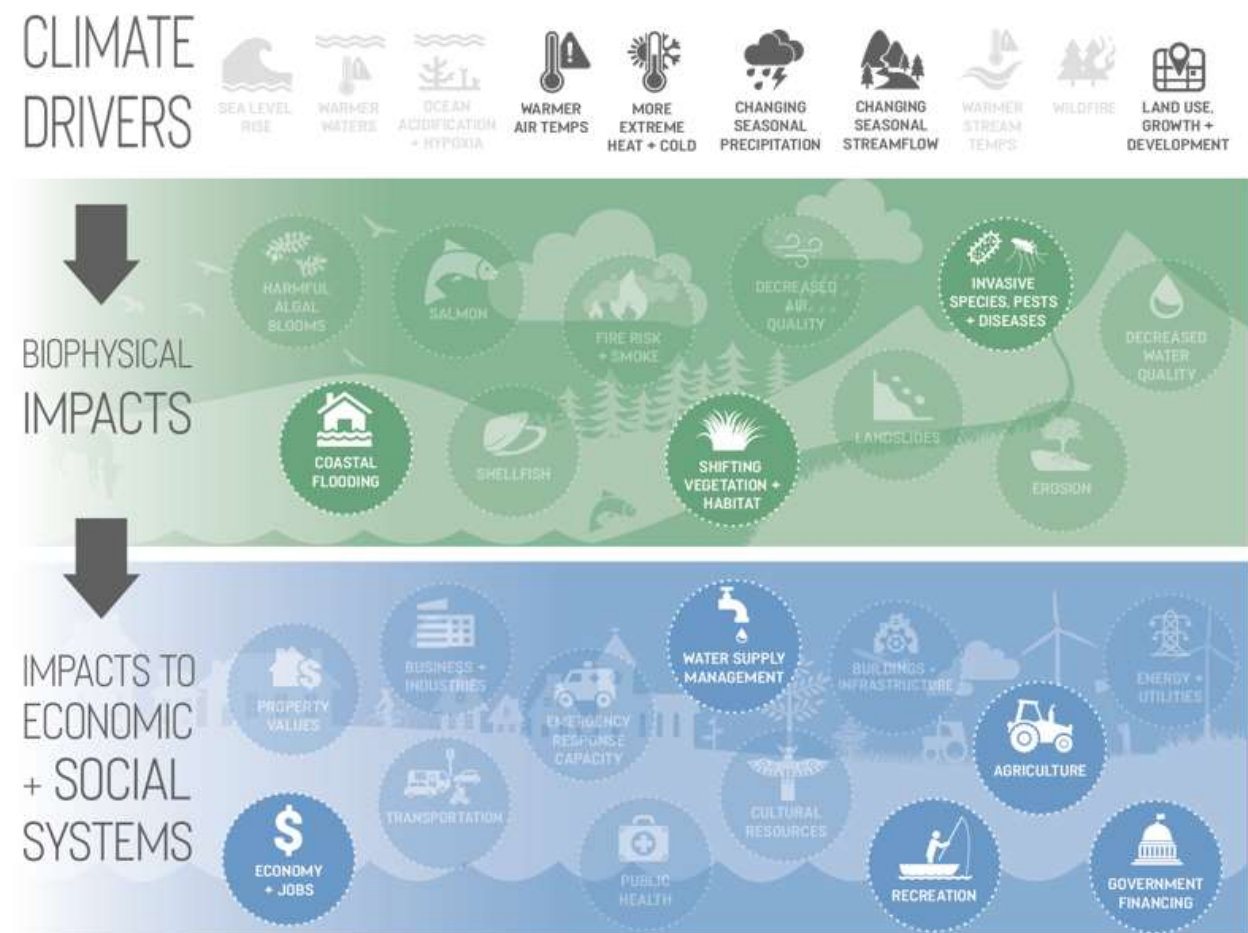 CLIMATE
DRIVERS
SEA LEVEL
RISE
WARMER
WATERS
OCEAN
ACIDIFICATION
+ HYPOXIA
WARMER
AIR TEMPS
MORE
EXTREME
HEAT + COLD
CHANGING
SEASONAL
PRECIPITATION
CHANGING
SEASONAL
STREAMFLOW
WARMER
STREAM
TEMPS
WILDFIRE
LAND USE,
GROWTH +
DEVELOPMENT
BIOPHYSICAL
IMPACTS
HARMFUL
ALGAL
BLOOMS
SALMON
FIRE RISK
+ SMOKE
DECREASED
AIR
QUALITY
INVASIVE
SPECIES, PESTS
+ DISEASES
DECREASED
WATER
QUALITY
COASTAL
FLOODING
SHELLFISH
SHIFTING
VEGETATION +
HABITAT
LANDSLIDES
EROSION
IMPACTS TO
ECONOMIC
+ SOCIAL
SYSTEMS
PROPERTY
VALUES
BUSINESS +
INDUSTRIES
EMERGENCY
RESPONSE
CAPACITY
WATER SUPPLY
MANAGEMENT
BUILDINGS +
INFRASTRUCTURE
ENERGY +
UTILITIES
AGRICULTURE
TRANSPORTATION
CULTURAL
RESOURCES
ECONOMY
+ JOBS
PUBLIC
HEALTH
RECREATION
GOVERNMENT
FINANCING